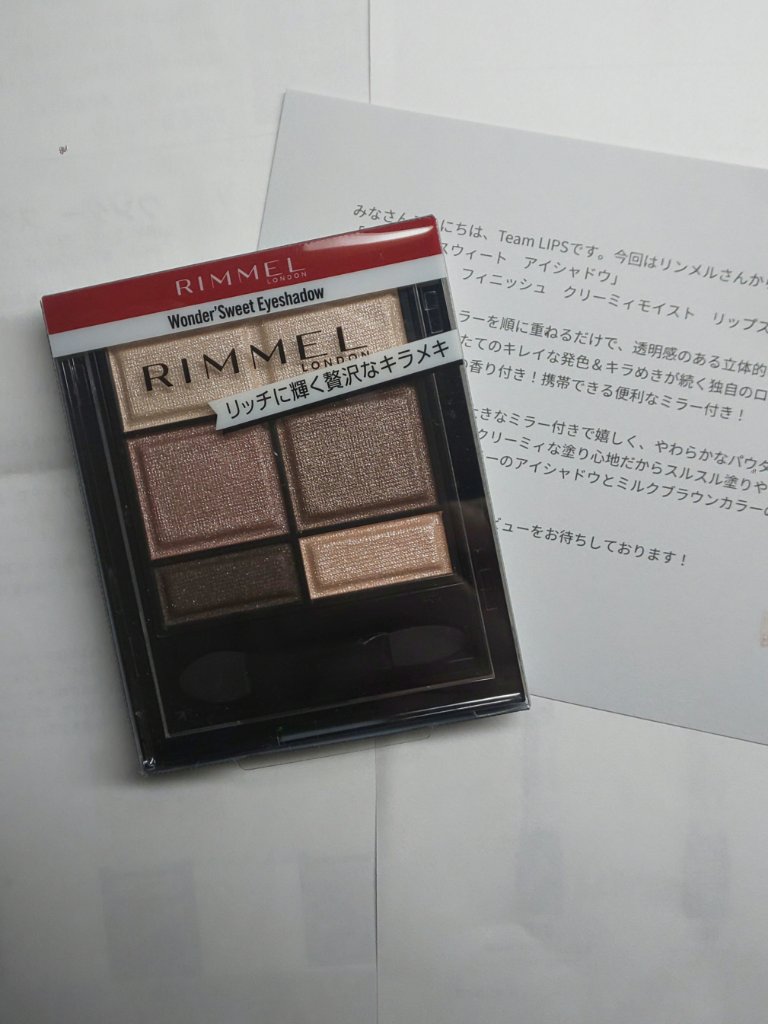 RIMMEL
LONDON
Wonder'Sweet Eyeshadow
RIMMEL
LONDON
リッチに輝く贅沢なキラメキ
みなさんこ にちは、Team LIPSです。今回はリンメルさんから
「 スウィート アイシャドウ」
フィニッシュ クリーミィモイスト リップス
ラーを順に重ねるだけで、透明感のある立体的
たてのキレイな発色&キラめきが続く独自のロ
の香り付き!携帯できる便利なミラー付き!
大きなミラー付きで嬉しく、やわらかなパウダ
クリーミィな塗り心地だからスルスル塗りや
ーのアイシャドウとミルクブラウンカラーの
ビューをお待ちしております!